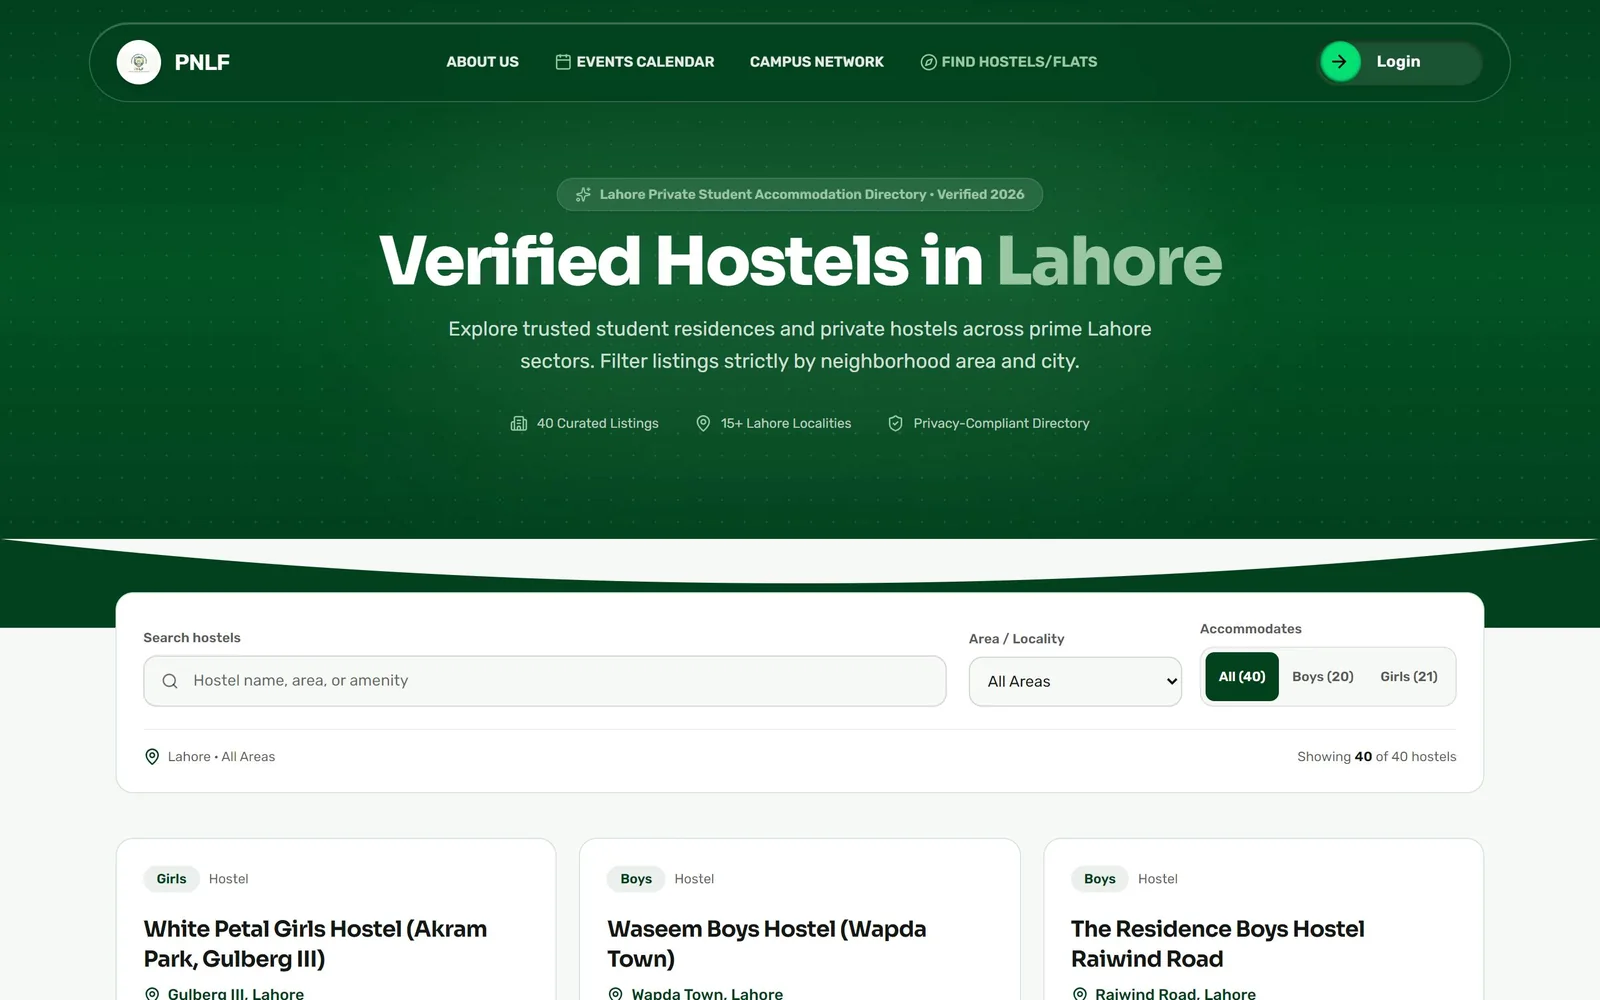 PNLF
ABOUT US
EVENTS CALENDAR
CAMPUS NETWORK
FIND HOSTELS/FLATS
Login
Lahore Private Student Accommodation Directory • Verified 2026
Verified Hostels in Lahore
Explore trusted student residences and private hostels across prime Lahore
sectors. Filter listings strictly by neighborhood area and city.
40 Curated Listings
15+ Lahore Localities
Privacy-Compliant Directory
Search hostels
Hostel name, area, or amenity
Area / Locality
All Areas
Accommodates
All (40)
Boys (20)
Girls (21)
Lahore • All Areas
Showing 40 of 40 hostels
Girls
Hostel
White Petal Girls Hostel (Akram
Park, Gulberg III)
Gulberg III, Lahore
Boys
Hostel
Waseem Boys Hostel (Wapda
Town)
Wapda Town, Lahore
Boys
Hostel
The Residence Boys Hostel
Raiwind Road
Raiwind Road, Lahore